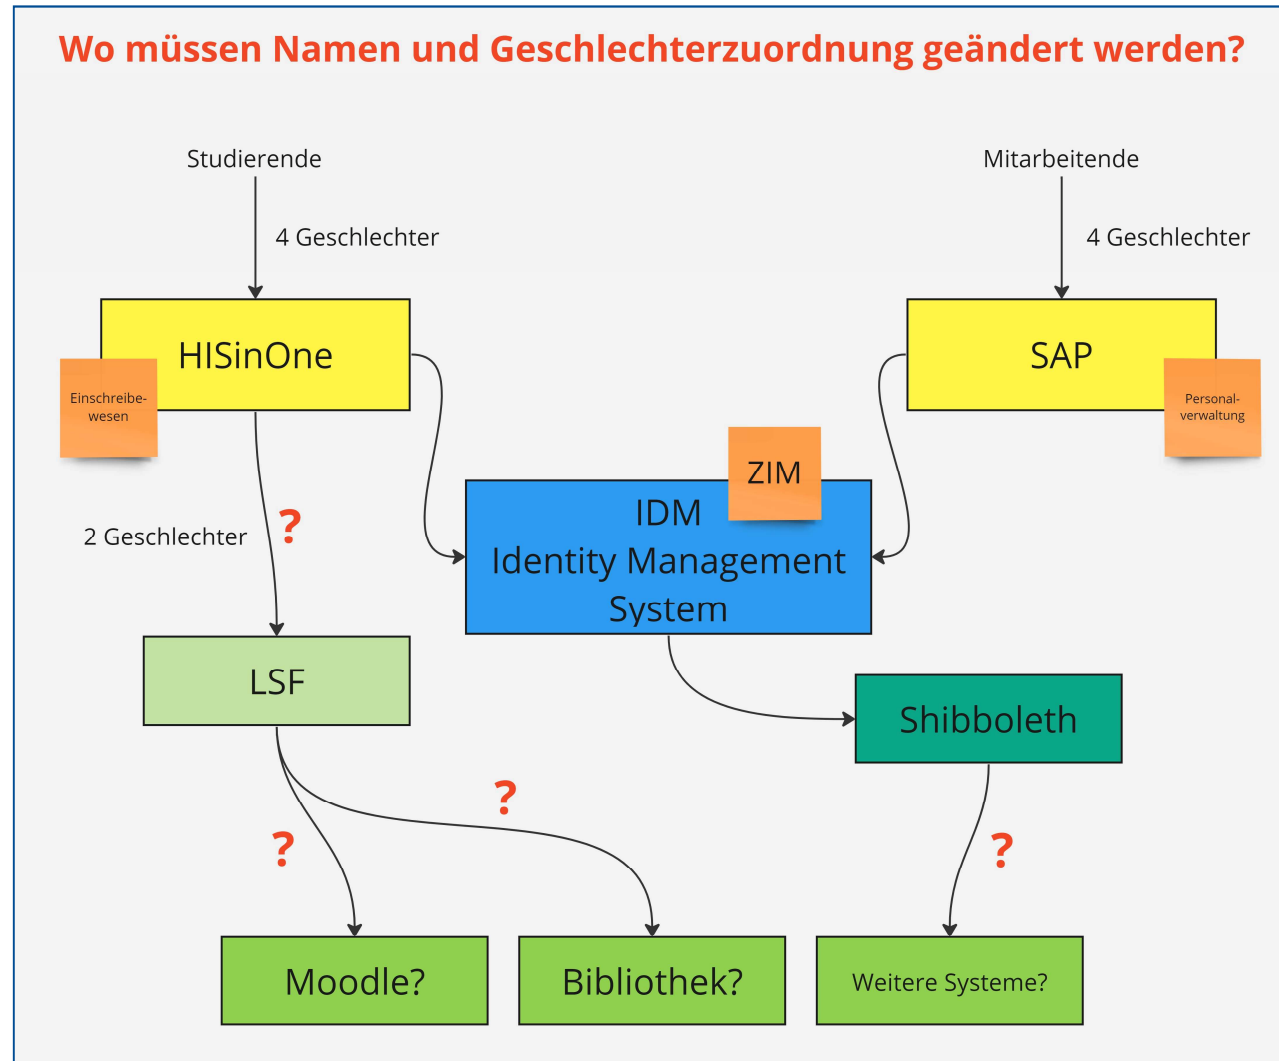 Wo müssen Namen und Geschlechterzuordnung geändert werden?
Studierende
Mitarbeitende
4 Geschlechter
4 Geschlechter
HISinOne
SAP
Einschreibe-
wesen
Personal-
verwaltung
ZIM
IDM
Identity Management
System
2 Geschlechter
?
LSF
Shibboleth
?
?
?
Moodle?
Bibliothek?
Weitere Systeme?